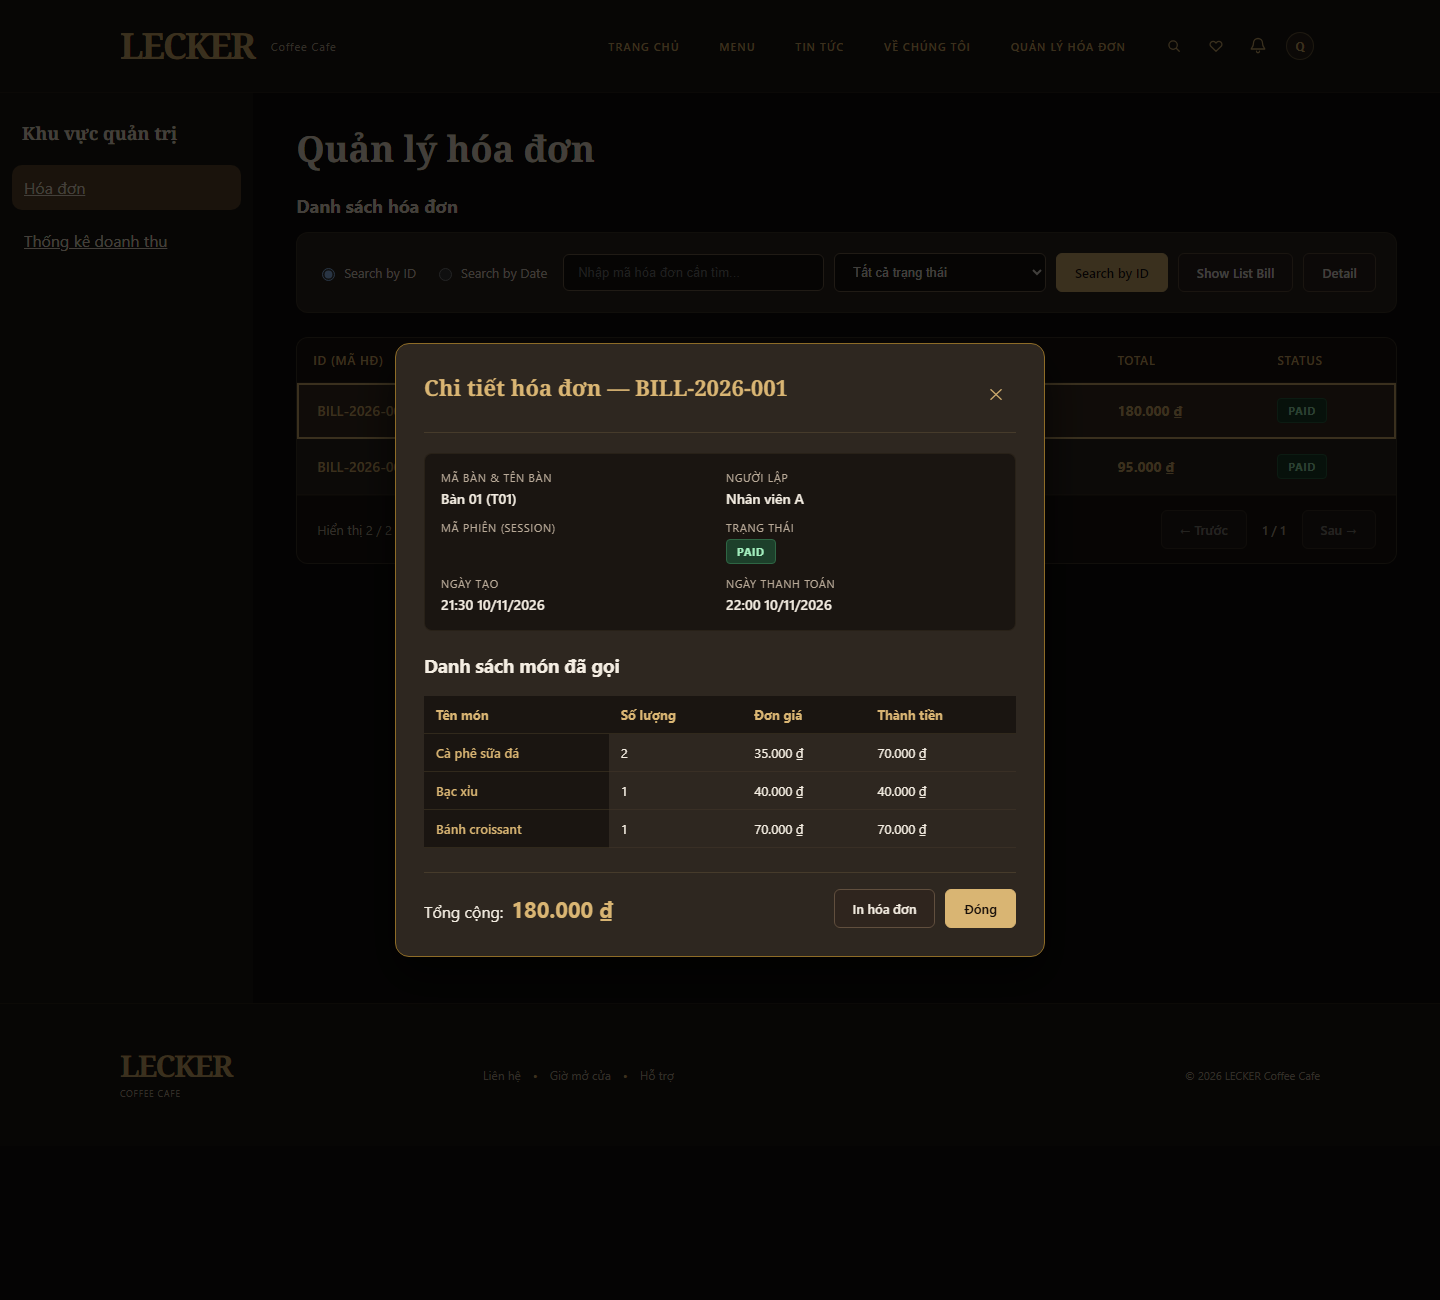 LECKER Coffee Cafe TRANG CHỦ MENU TIN TỨC VỀ CHÚNG TÔI QUẢN LÝ HÓA ĐƠN Q
Khu vực quản trị
Hóa đơn
Thống kê doanh thu
Quản lý hóa đơn
Danh sách hóa đơn
Search by ID Search by Date Nhập mã hóa đơn cần tìm... Tất cả trạng thái Search by ID Show List Bill Detail
ID (MÃ HĐ) TOTAL STATUS
180.000 ₫ PAID
95.000 ₫ PAID
Hiển thị 2 / 2 ← Trước 1 / 1 Sau →
Chi tiết hóa đơn — BILL-2026-001
MÃ BÀN & TÊN BÀN NGƯỜI LẬP
Bàn 01 (T01) Nhân viên A
MÃ PHIÊN (SESSION) TRẠNG THÁI
PAID
NGÀY TẠO NGÀY THANH TOÁN
21:30 10/11/2026 22:00 10/11/2026
Danh sách món đã gọi
Tên món Số lượng Đơn giá Thành tiền
Cà phê sữa đá 2 35.000 ₫ 70.000 ₫
Bạc xỉu 1 40.000 ₫ 40.000 ₫
Bánh croissant 1 70.000 ₫ 70.000 ₫
Tổng cộng: 180.000 ₫ In hóa đơn Đóng
LECKER
COFFEE CAFE
Liên hệ • Giờ mở cửa • Hỗ trợ
© 2026 LECKER Coffee Cafe